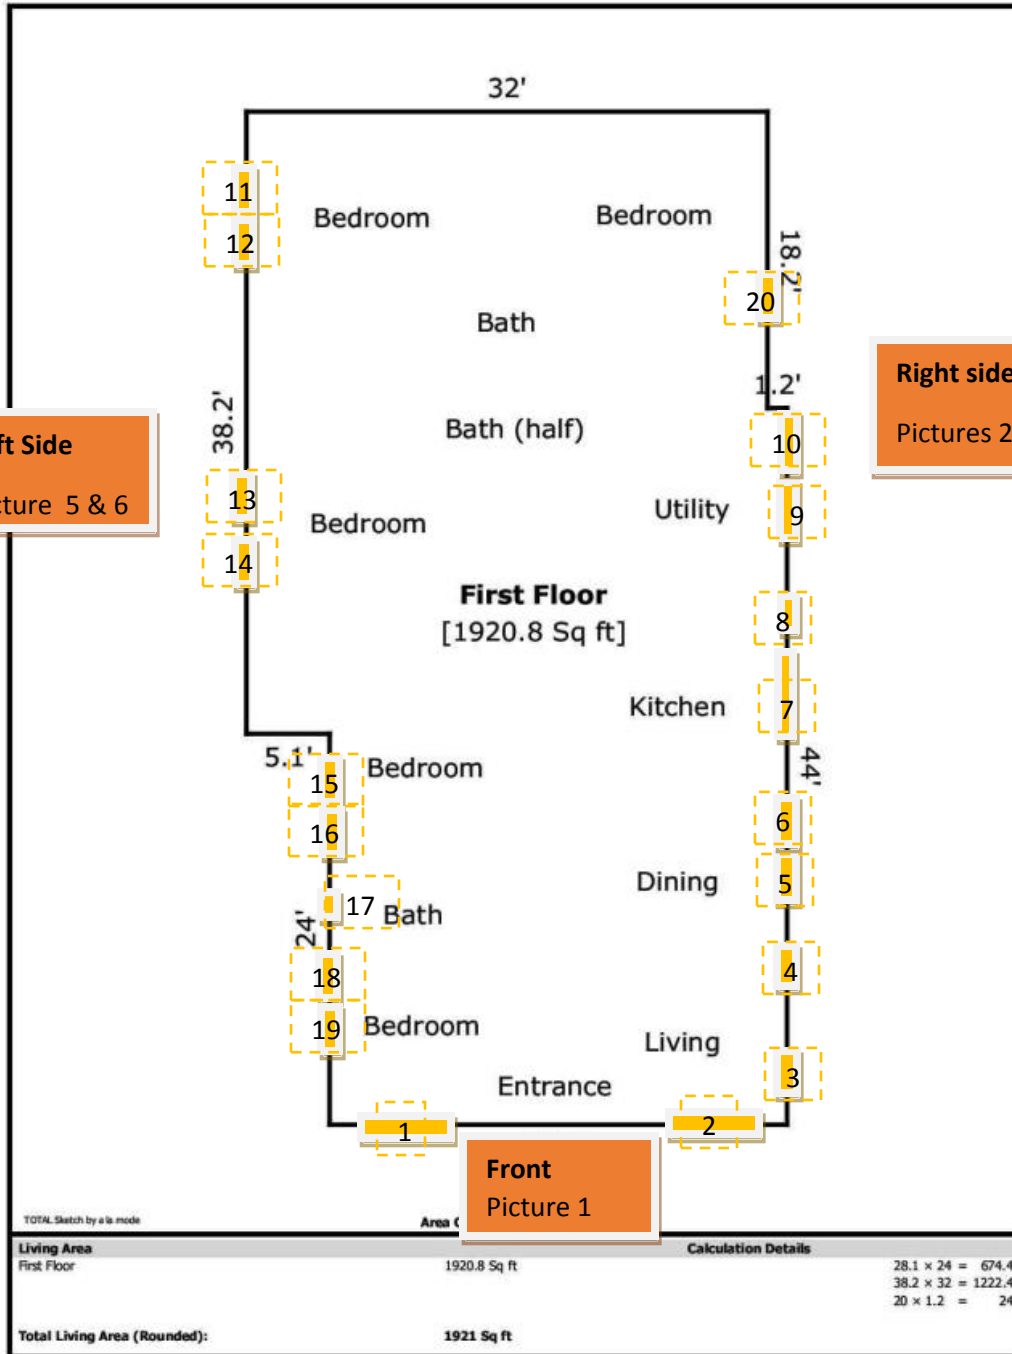 32'
11
Bedroom
Bedroom
12
18.2'
20
Bath
1.2'
Right side
38.2'
Bath (half)
10
Pictures 2
ft Side
cture 5 & 6
13
Bedroom
Utility
9
14
First Floor
[1920.8 Sq ft]
8
Kitchen
7
5.1'
Bedroom
44'
15
16
6
Dining
5
17
Bath
24'
18
4
19
Bedroom
Living
3
Entrance
1
2
Front
Picture 1
TOTAL Sketch by a la mode
Area C
Living Area
Calculation Details
First Floor
1920.8 Sq ft
28.1 × 24 = 674.4
38.2 × 32 = 1222.4
20 × 1.2 = 24
Total Living Area (Rounded):
1921 Sq ft